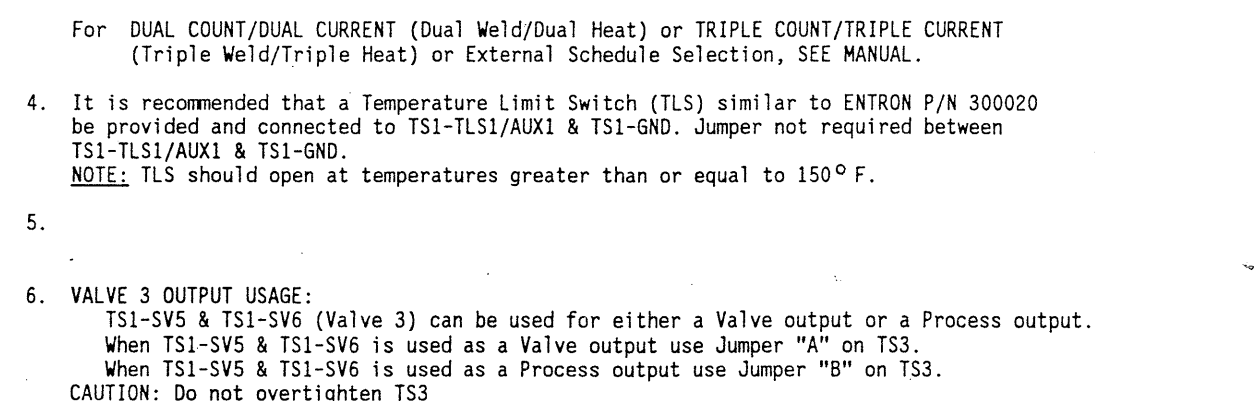 For DUAL COUNT/DUAL CURRENT (Dual Weld/Dual Heat) or TRIPLE COUNT/TRIPLE CURRENT
(Triple Weld/Triple Heat) or External Schedule Selection, SEE MANUAL.
4. It is recommended that a Temperature Limit Switch (TLS) similar to ENTRON P/N 300020
be provided and connected to TS1-TLS1/AUX1 & TS1-GND. Jumper not required between
TS1-TLS1/AUX1 & TS1-GND.
NOTE: TLS should open at temperatures greater than or equal to 150° F.
5.
6. VALVE 3 OUTPUT USAGE:
TS1-SV5 & TS1-SV6 (Valve 3) can be used for either a Valve output or a Process output.
When TS1-SV5 & TS1-SV6 is used as a Valve output use Jumper "A" on TS3.
When TS1-SV5 & TS1-SV6 is used as a Process output use Jumper "B" on TS3.
CAUTION: Do not overtighten TS3